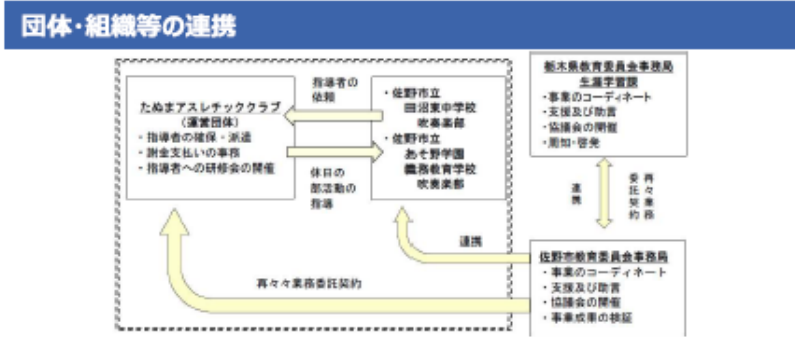 団体・組織等の連携
たぬまアスレチッククラブ
(運営団体)
・指導者の確保・派遣
・謝金支払いの事務
・指導者への研修会の開催
指導者の
依頼
休日の
部活動の
指導
・佐野市立
田沼東中学校
吹奏楽部
・佐野市立
あそ野学園
義務教育学校
吹奏楽部
栃木県教育委員会事務局
生涯学習課
・事業のコーディネート
・支援及び助言
・協議会の開催
・周知・啓発
連携
再々業務
委託契約
連携
再々業務委託契約
佐野市教育委員会事務局
・事業のコーディネート
・支援及び助言
・協議会の開催
・事業成果の検証